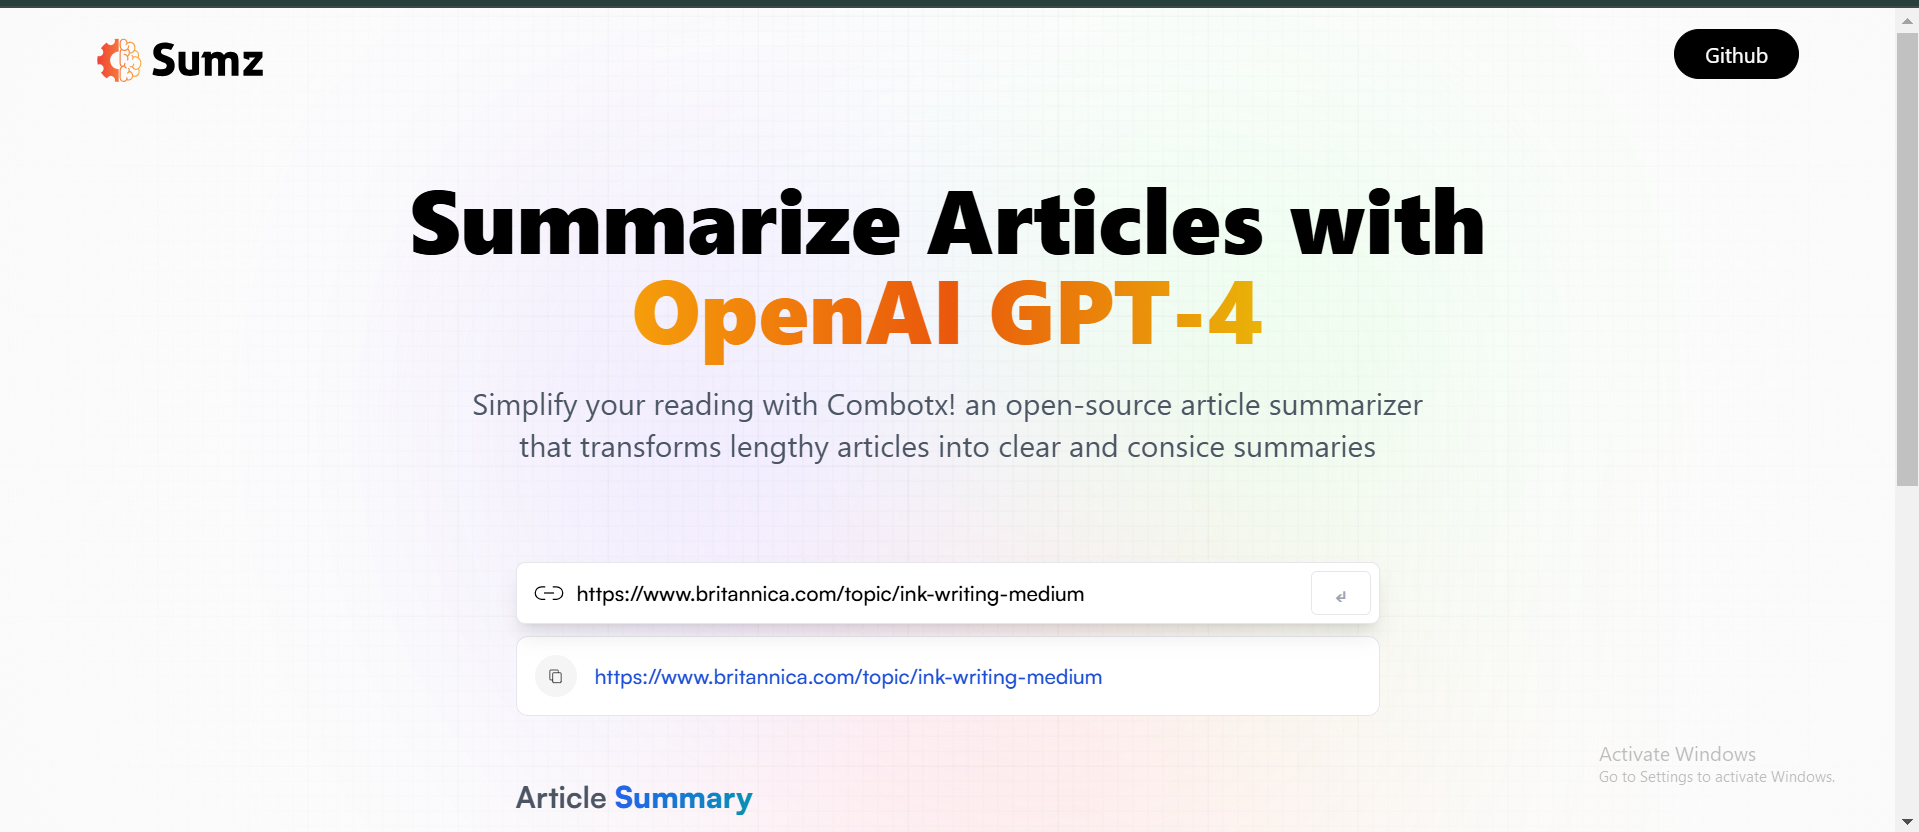 Sumz
Github
Summarize Articles with
OpenAI GPT-4
Simplify your reading with Combotx! an open-source article summarizer
that transforms lengthy articles into clear and consice summaries
https://www.britannica.com/topic/ink-writing-medium
https://www.britannica.com/topic/ink-writing-medium
Activate Windows
Go to Settings to activate Windows.
Article Summary